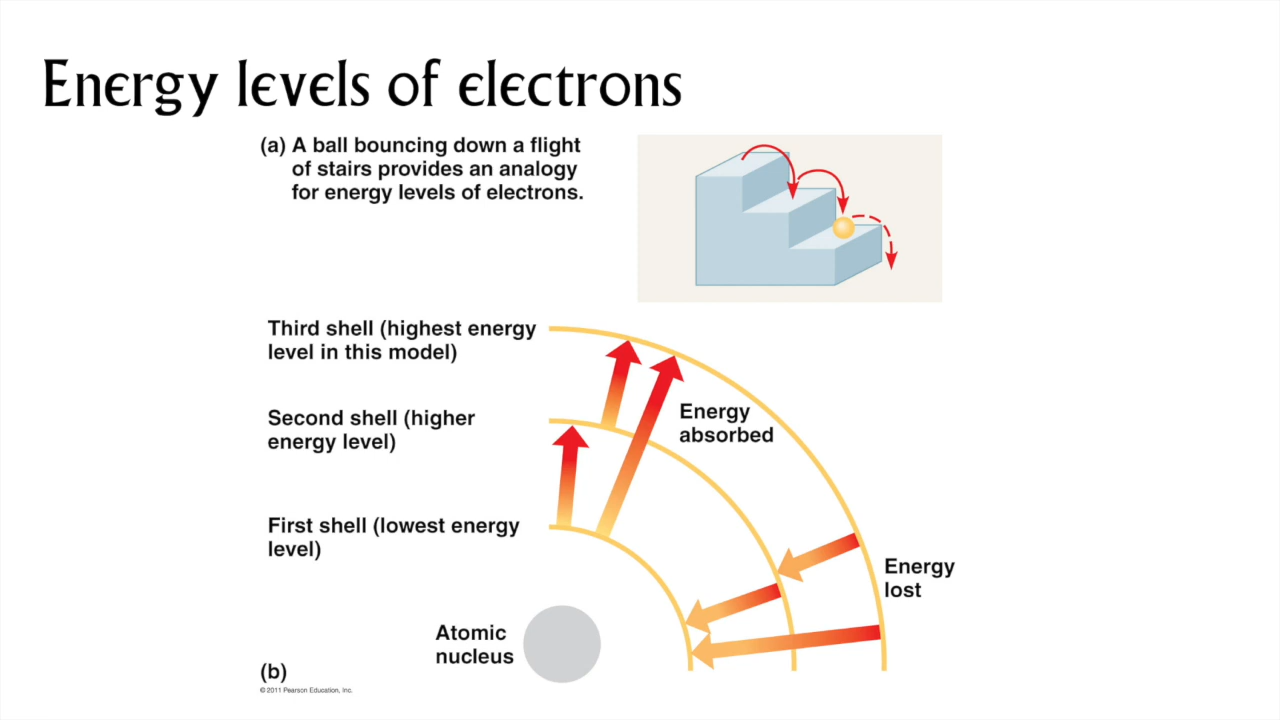 Energy levels of electrons
(a) A ball bouncing down a flight
of stairs provides an analogy
for energy levels of electrons.
Third shell (highest energy
level in this model)
Energy
absorbed
Second shell (higher
energy level)
First shell (lowest energy
level)
Energy
lost
Atomic
nucleus
(b)
© 2011 Pearson Education, Inc.